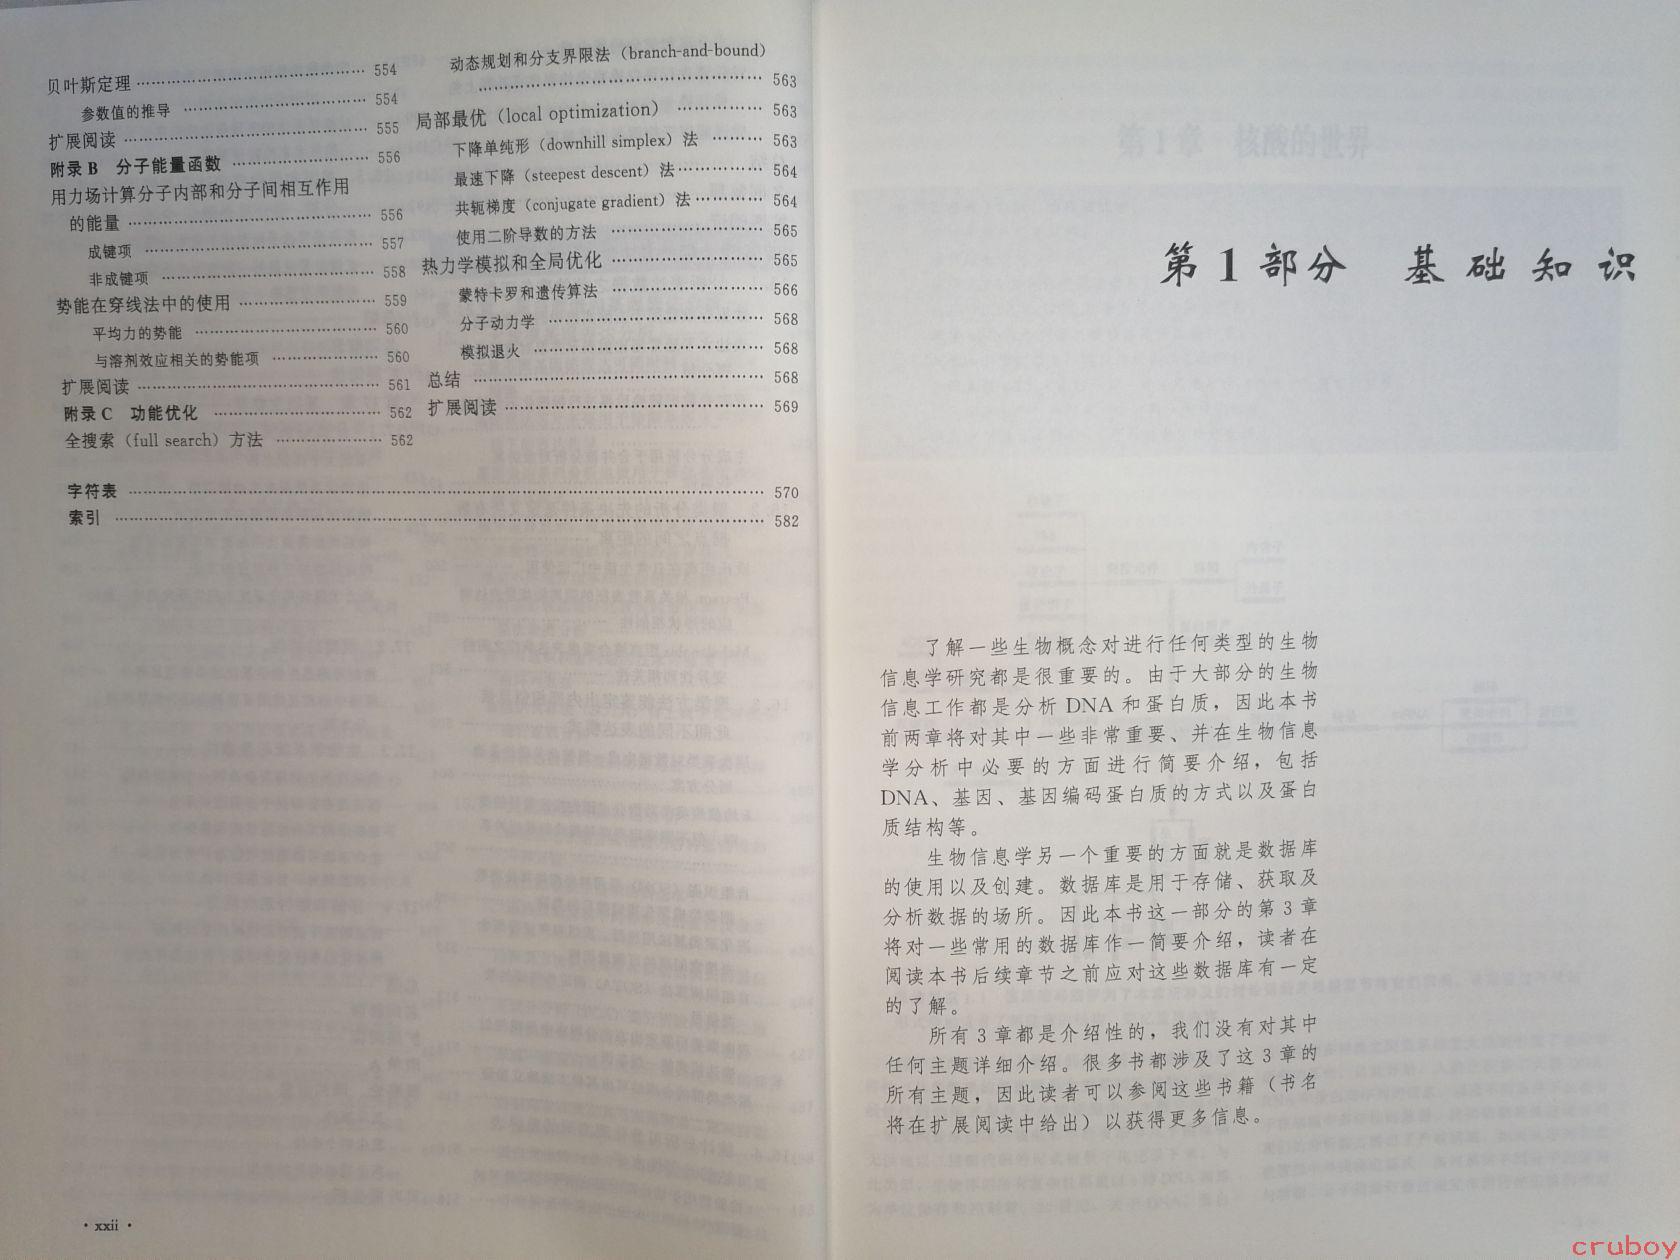 贝叶斯定理 …… 554
参数值的推导 …… 554
扩展阅读 …… 555
附录 B 分子能量函数 …… 556
用力场计算分子内部和分子间相互作用
的能量 …… 556
成键项 …… 557
非成键项 …… 558
势能在穿线法中的使用 …… 559
平均力的势能 …… 560
与溶剂效应相关的势能项 …… 560
扩展阅读 …… 561
附录 C 功能优化 …… 562
全搜索（full search）方法 …… 562
动态规划和分支界限法（branch-and-bound）
…… 563
局部最优（local optimization） …… 563
下降单纯形（downhill simplex）法 …… 563
最速下降（steepest descent）法 …… 564
共轭梯度（conjugate gradient）法 …… 564
使用二阶导数的方法 …… 565
热力学模拟和全局优化 …… 565
蒙特卡罗和遗传算法 …… 566
分子动力学 …… 568
模拟退火 …… 568
总结 …… 568
扩展阅读 …… 569
字符表 …… 570
索引 …… 582
· xxii ·
第 1 部分 基础知识
了解一些生物概念对进行任何类型的生物
信息学研究都是很重要的。由于大部分的生物
信息工作都是分析 DNA 和蛋白质，因此本书
前两章将对其中一些非常重要、并在生物信息
学分析中必要的方面进行简要介绍，包括
DNA、基因、基因编码蛋白质的方式以及蛋白
质结构等。
生物信息学另一个重要的方面就是数据库
的使用以及创建。数据库是用于存储、获取及
分析数据的场所。因此本书这一部分的第 3 章
将对一些常用的数据库作一简要介绍，读者在
阅读本书后续章节之前应对这些数据库有一定
的了解。
所有 3 章都是介绍性的，我们没有对其中
任何主题详细介绍。很多书都涉及了这 3 章的
所有主题，因此读者可以参阅这些书籍（书名
将在扩展阅读中给出）以获得更多信息。
第 1 章 核酸的世界
cruboy